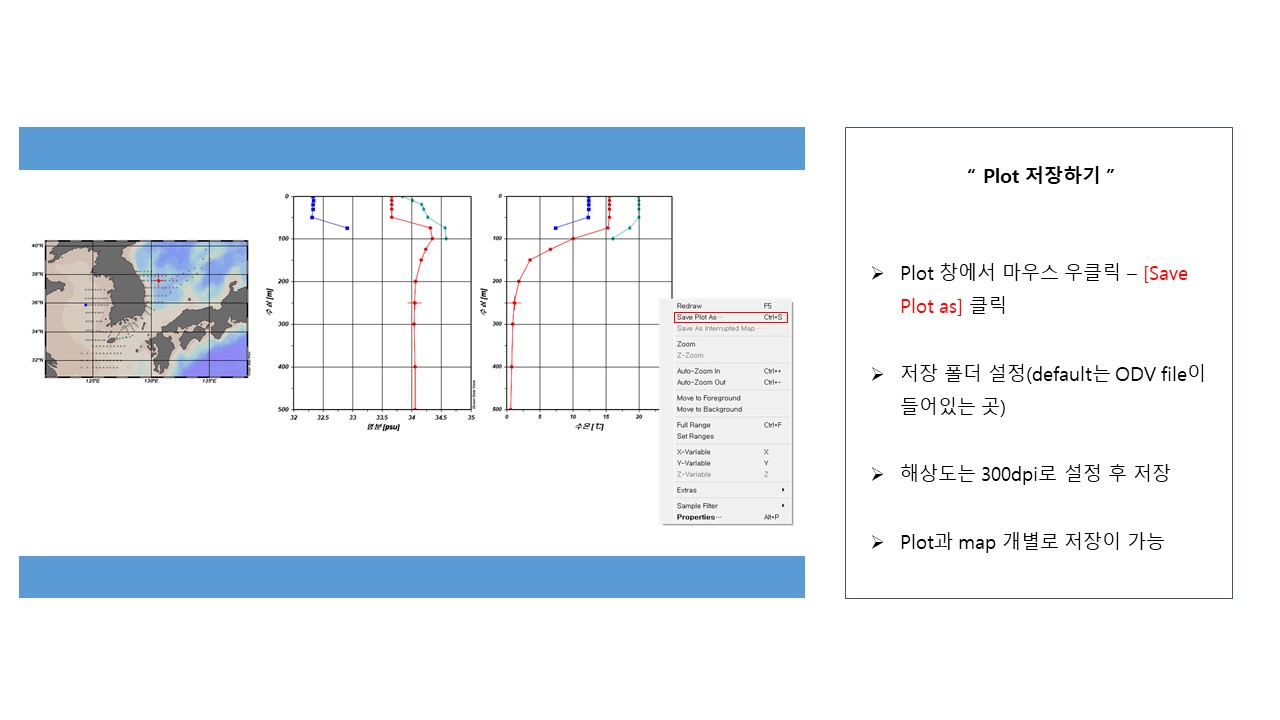 “ Plot 저장하기 ”
➢ Plot 창에서 마우스 우클릭 – [Save
Plot as] 클릭
➢ 저장 폴더 설정(default는 ODV file이
들어있는 곳)
➢ 해상도는 300dpi로 설정 후 저장
➢ Plot과 map 개별로 저장이 가능
40°N
38°N
36°N
34°N
32°N
125°E 130°E 135°E
0
100
200
300
400
500
수심 [m]
32 32.5 33 33.5 34 34.5 35
염분 [psu]
0
100
200
300
400
500
수심 [m]
0 5 10 15 20
수온 [℃]
Redraw F5
Save Plot As··· Ctrl+S
Save As Interrupted Map···
Zoom
Z-Zoom
Auto-Zoom In Ctrl++
Auto-Zoom Out Ctrl+-
Move to Foreground
Move to Background
Full Range Ctrl+F
Set Ranges
X-Variable X
Y-Variable Y
Z-Variable Z
Extras
Sample Filter
Properties··· Alt+P